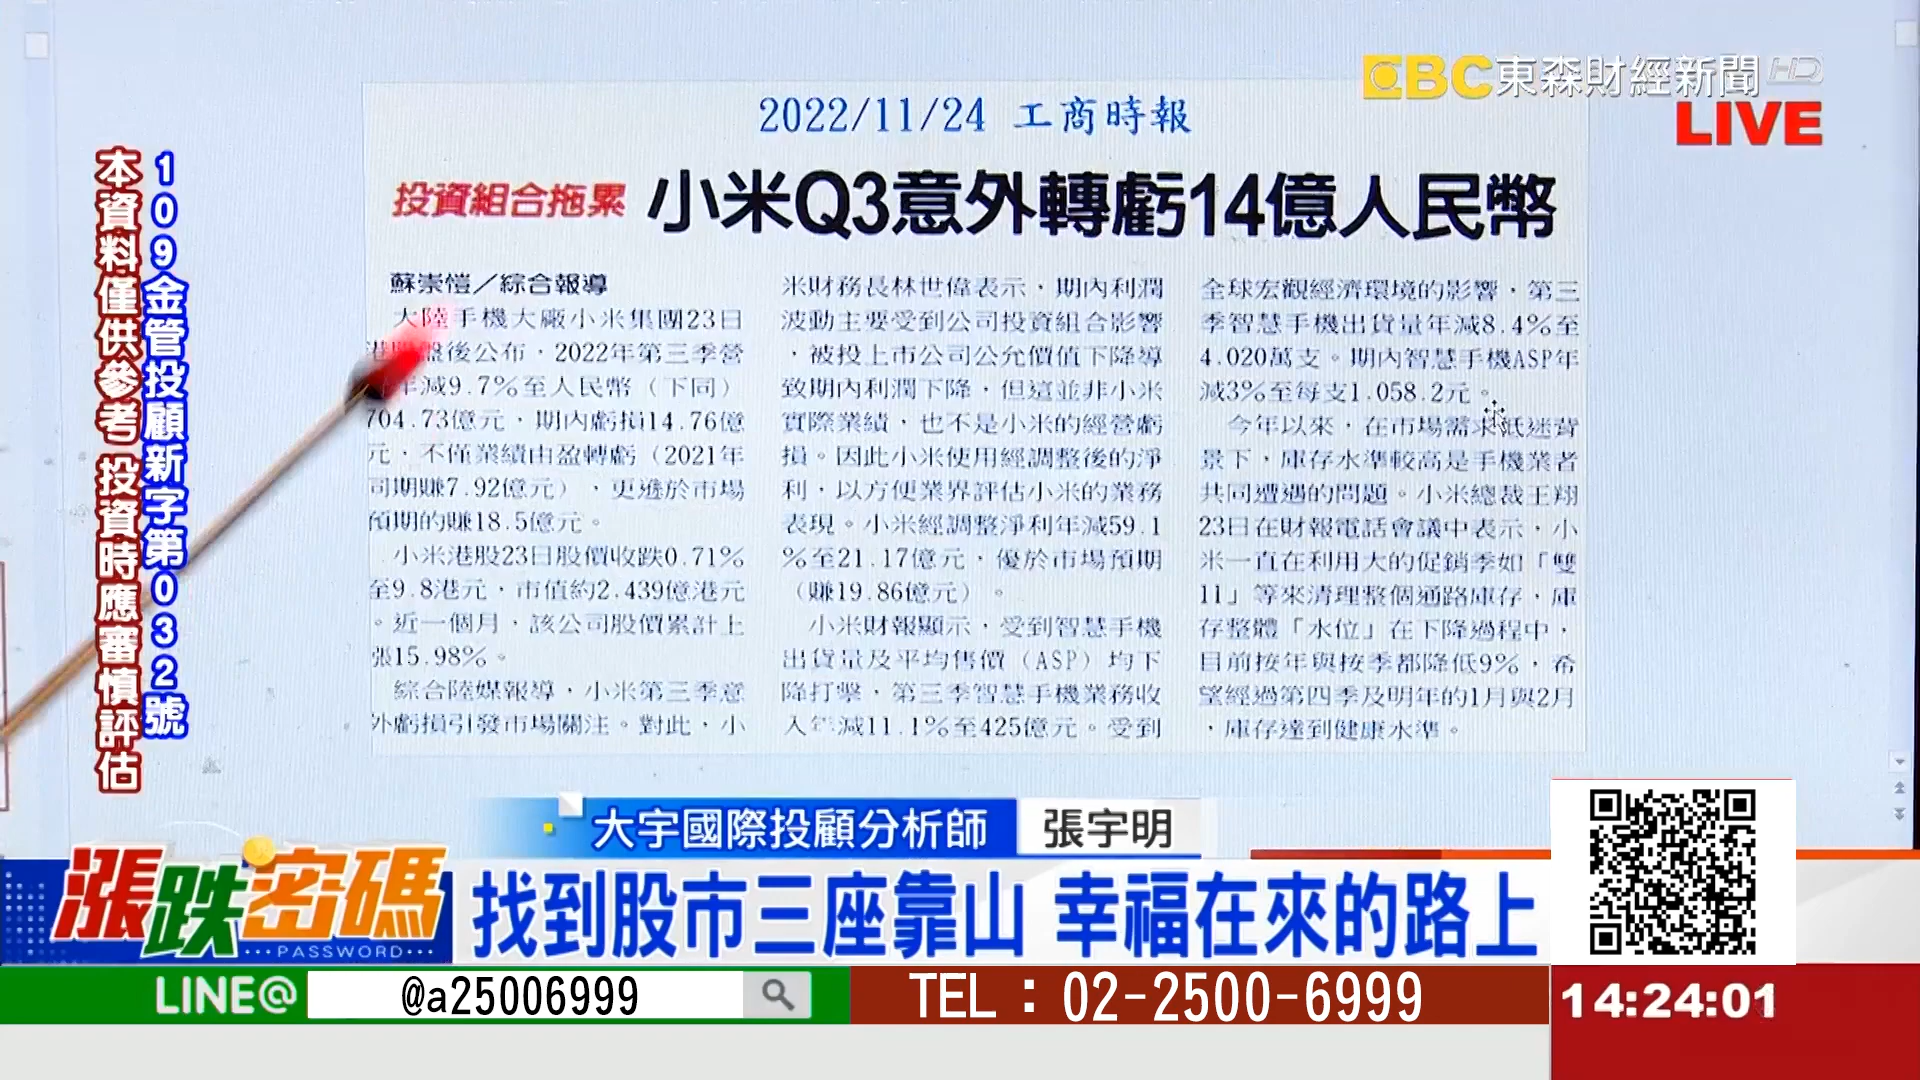 EBC東森財經新聞HD
LIVE
2022/11/24 工商時報
投資組合拖累 小米Q3意外轉虧14億人民幣
蘇崇愷／綜合報導
大陸手機大廠小米集團23日
盤後公布，2022年第三季營
年減9.7%至人民幣（下同）
704.73億元，期內虧損14.76億
元，不僅業績由盈轉虧（2021年
同期賺7.92億元），更遜於市場
預期的賺18.5億元。
小米港股23日股價收跌0.71%
至9.8港元，市值約2,439億港元
。近一個月，該公司股價累計上
漲15.98%。
綜合陸媒報導，小米第三季意
外虧損引發市場關注。對此，小
米財務長林世偉表示，期內利潤
波動主要受到公司投資組合影響
，被投上市公司公允價值下降導
致期內利潤下降，但這並非小米
實際業績，也不是小米的經營虧
損。因此小米使用經調整後的淨
利，以方便業界評估小米的業務
表現。小米經調整淨利年減59.1
%至21.17億元，優於市場預期
（賺19.86億元）。
小米財報顯示，受到智慧手機
出貨量及平均售價（ASP）均下
降打擊，第三季智慧手機業務收
入年減11.1%至425億元。受到
全球宏觀經濟環境的影響，第三
季智慧手機出貨量年減8.4%至
4,020萬支。期內智慧手機ASP年
減3%至每支1,058.2元。
今年以來，在市場需求低迷背
景下，庫存水準較高是手機業者
共同遭遇的問題。小米總裁王翔
23日在財報電話會議中表示，小
米一直在利用大的促銷季如「雙
11」等來清理整個通路庫存，庫
存整體「水位」在下降過程中，
目前按年與按季都降低9%，希
望經過第四季及明年的1月與2月
，庫存達到健康水準。
109金管投顧新字第032號
本資料僅供參考 投資時應審慎評估
大宇國際投顧分析師 張宇明
漲跌密碼
PASSWORD
找到股市三座靠山 幸福在來的路上
LINE@ @a25006999
TEL：02-2500-6999
14:24:01